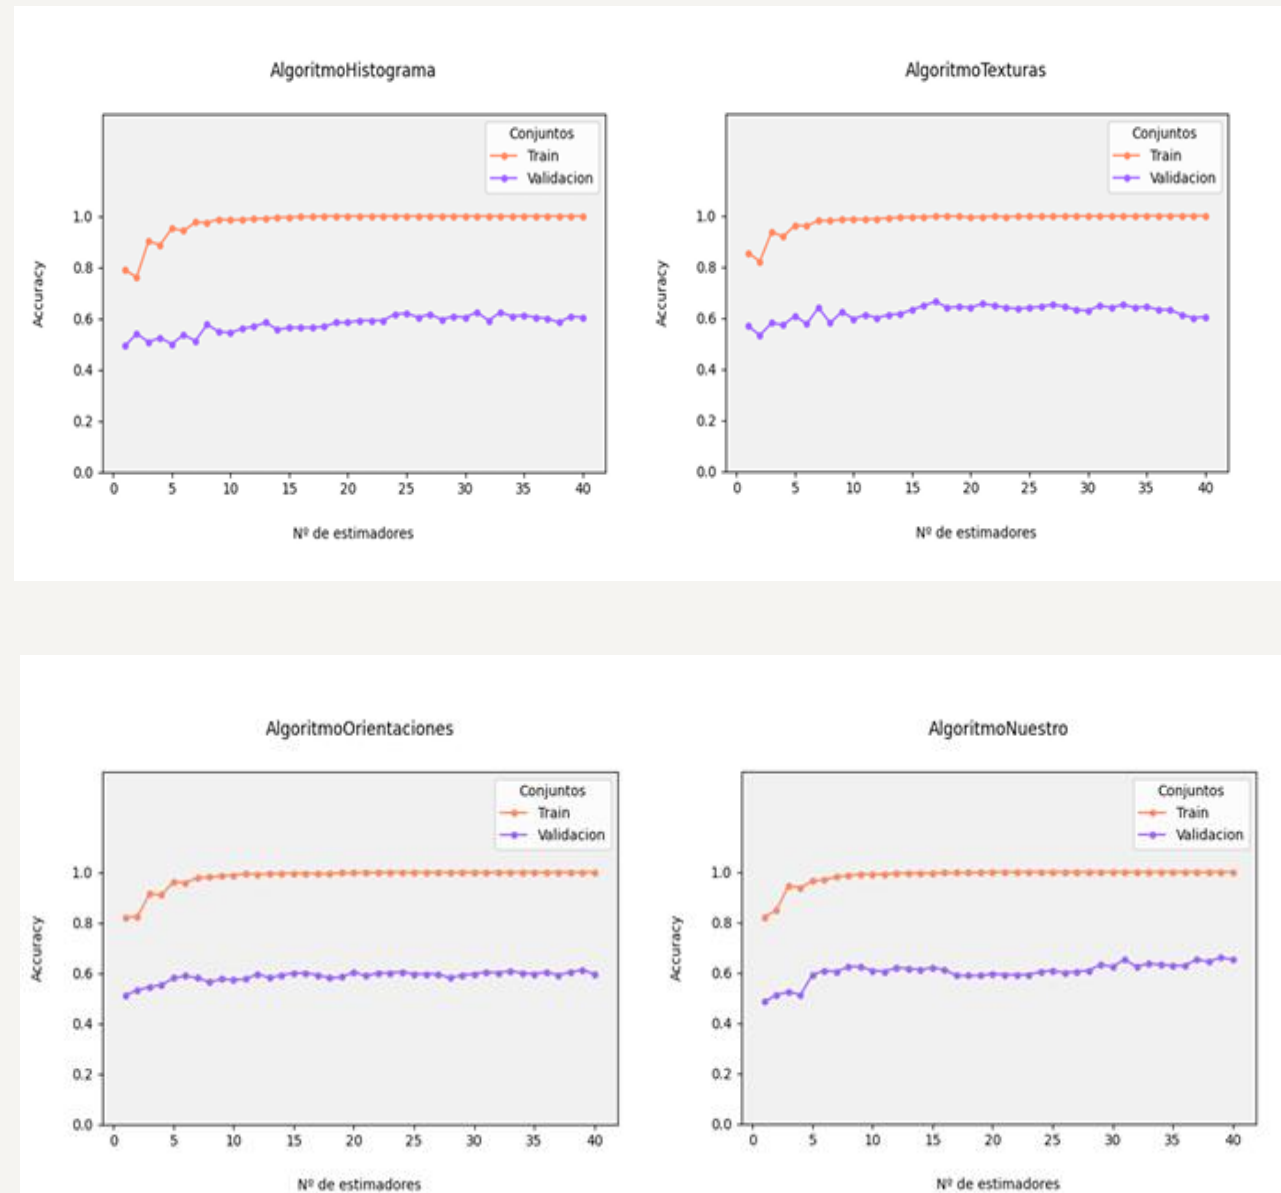 AlgoritmoHistograma
Conjuntos
Train
Validacion
Accuracy
1.0
0.8
0.6
0.4
0.2
0.0
0 5 10 15 20 25 30 35 40
Nº de estimadores
AlgoritmoTexturas
Conjuntos
Train
Validacion
Accuracy
1.0
0.8
0.6
0.4
0.2
0.0
0 5 10 15 20 25 30 35 40
Nº de estimadores
AlgoritmoOrientaciones
Conjuntos
Train
Validacion
Accuracy
1.0
0.8
0.6
0.4
0.2
0.0
0 5 10 15 20 25 30 35 40
Nº de estimadores
AlgoritmoNuestro
Conjuntos
Train
Validacion
Accuracy
1.0
0.8
0.6
0.4
0.2
0.0
0 5 10 15 20 25 30 35 40
Nº de estimadores